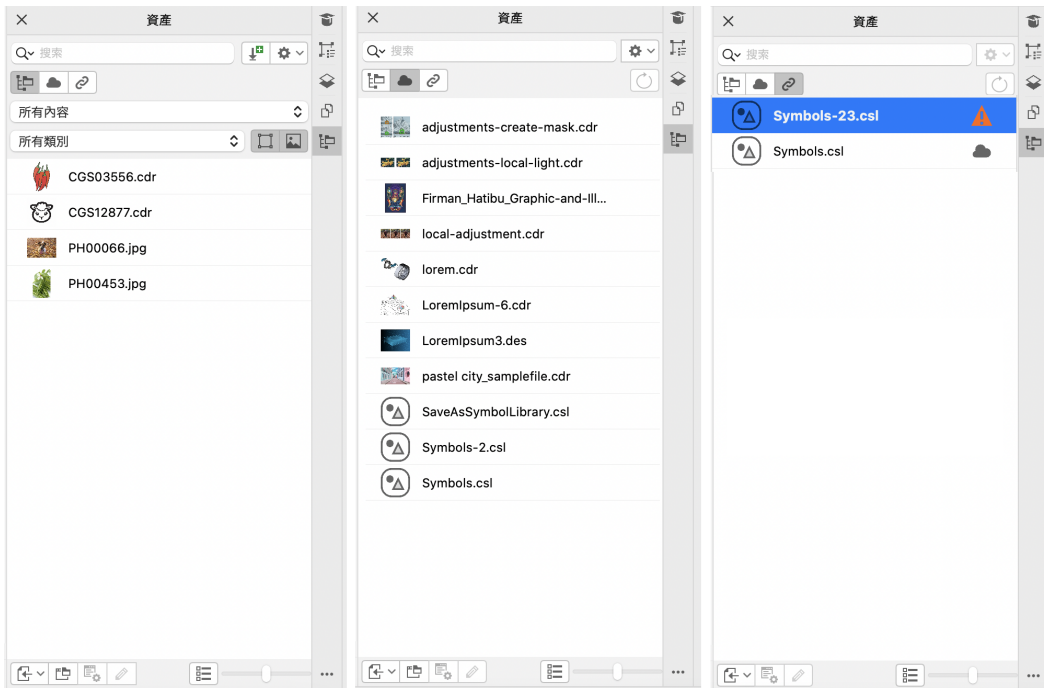 資產
搜索
所有內容
所有類別
CGS03556.cdr
CGS12877.cdr
PH00066.jpg
PH00453.jpg
資產
搜索
adjustments-create-mask.cdr
adjustments-local-light.cdr
Firman_Hatibu_Graphic-and-Ill...
local-adjustment.cdr
lorem.cdr
LoremIpsum-6.cdr
LoremIpsum3.des
pastel city_samplefile.cdr
SaveAsSymbolLibrary.csl
Symbols-2.csl
Symbols.csl
資產
搜索
Symbols-23.csl
Symbols.csl